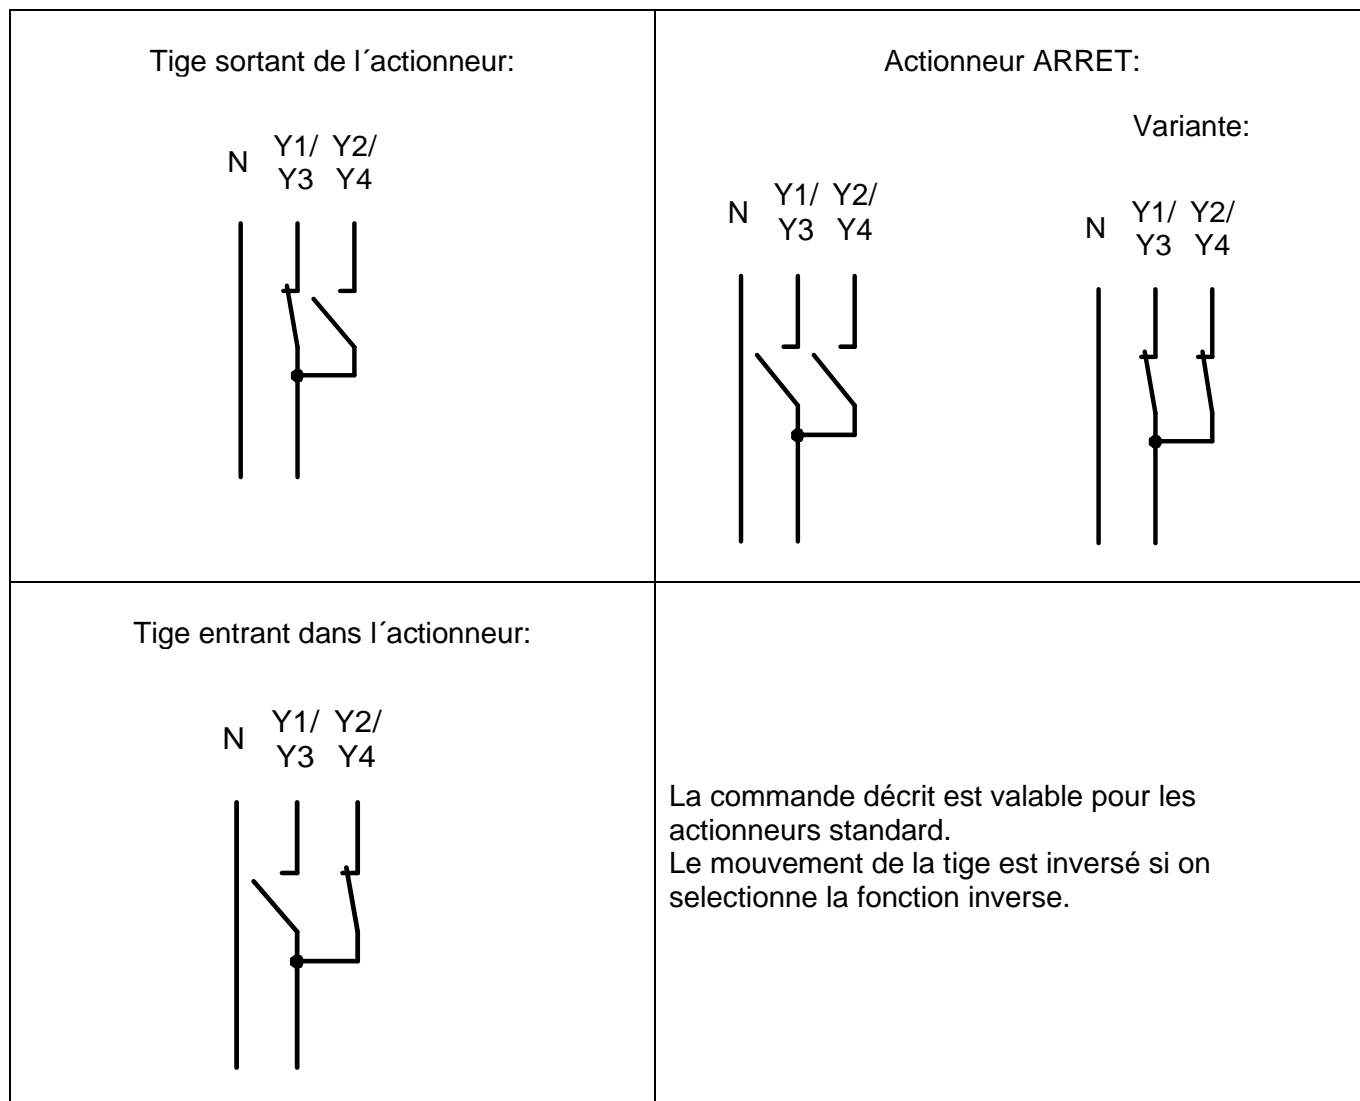 Tige sortant de l´actionneur:
N Y1/ Y2/
Y3 Y4
Actionneur ARRET:
Variante:
N Y1/ Y2/
Y3 Y4
N Y1/ Y2/
Y3 Y4
Tige entrant dans l´actionneur:
N Y1/ Y2/
Y3 Y4
La commande décrit est valable pour les
actionneurs standard.
Le mouvement de la tige est inversé si on
selectionne la fonction inverse.